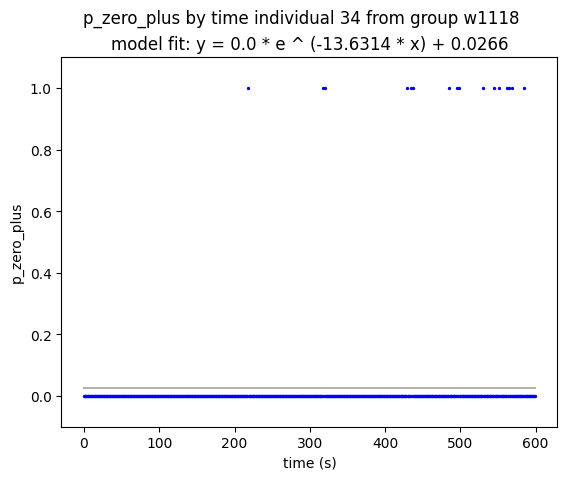 p_zero_plus by time individual 34 from group w1118
model fit: y = 0.0 * e ^ (-13.6314 * x) + 0.0266
1.0
0.8
0.6
p_zero_plus
0.4
0.2
0.0
0 100 200 300 400 500 600
time (s)